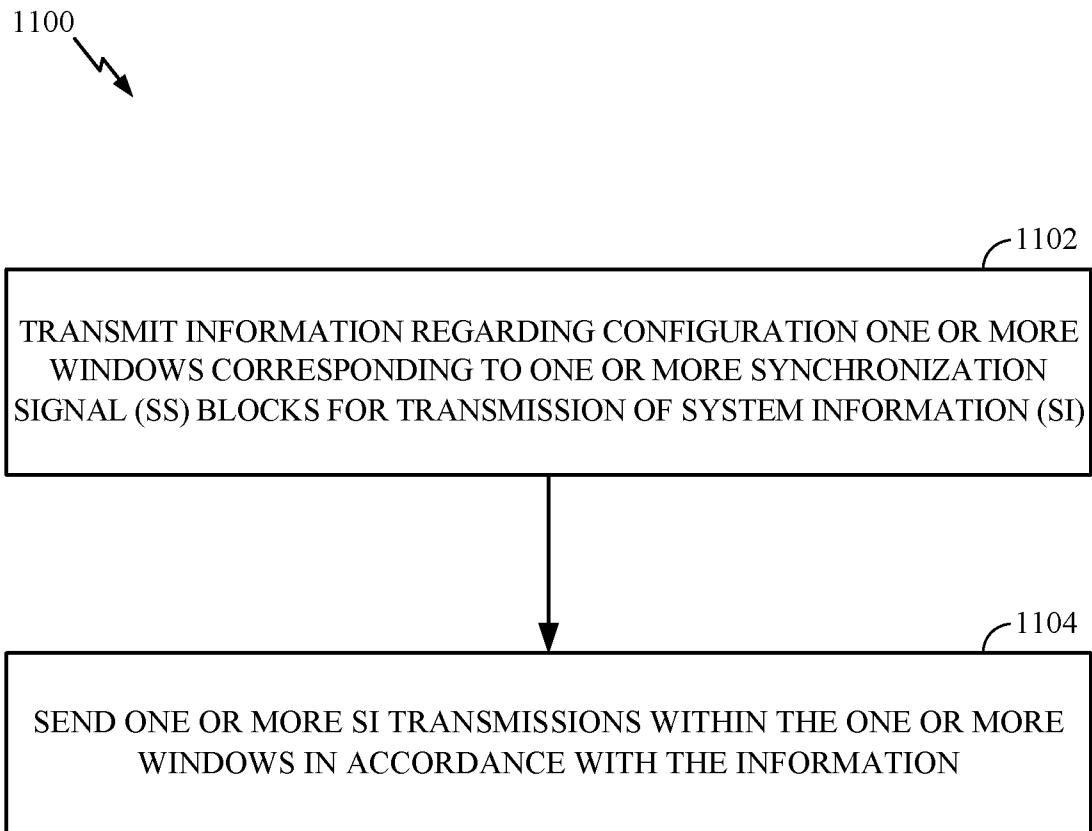 1100
1102
TRANSMIT INFORMATION REGARDING CONFIGURATION ONE OR MORE
WINDOWS CORRESPONDING TO ONE OR MORE SYNCHRONIZATION
SIGNAL (SS) BLOCKS FOR TRANSMISSION OF SYSTEM INFORMATION (SI)
1104
SEND ONE OR MORE SI TRANSMISSIONS WITHIN THE ONE OR MORE
WINDOWS IN ACCORDANCE WITH THE INFORMATION